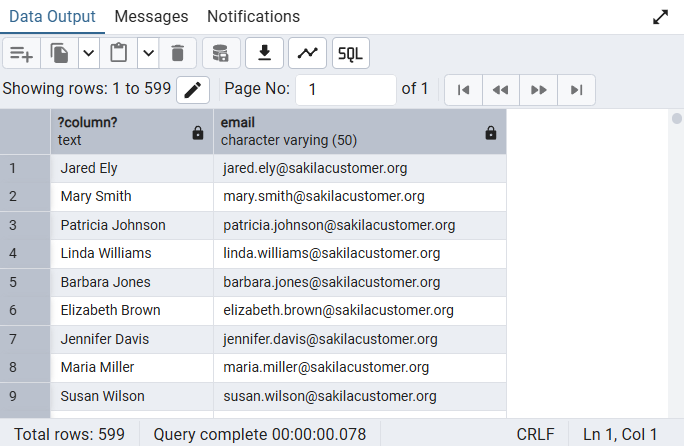 Data Output Messages Notifications
SQL
Showing rows: 1 to 599 Page No: 1 of 1
?column? email
text character varying (50)
1 Jared Ely jared.ely@sakilacustomer.org
2 Mary Smith mary.smith@sakilacustomer.org
3 Patricia Johnson patricia.johnson@sakilacustomer.org
4 Linda Williams linda.williams@sakilacustomer.org
5 Barbara Jones barbara.jones@sakilacustomer.org
6 Elizabeth Brown elizabeth.brown@sakilacustomer.org
7 Jennifer Davis jennifer.davis@sakilacustomer.org
8 Maria Miller maria.miller@sakilacustomer.org
9 Susan Wilson susan.wilson@sakilacustomer.org
Total rows: 599 Query complete 00:00:00.078 CRLF Ln 1, Col 1